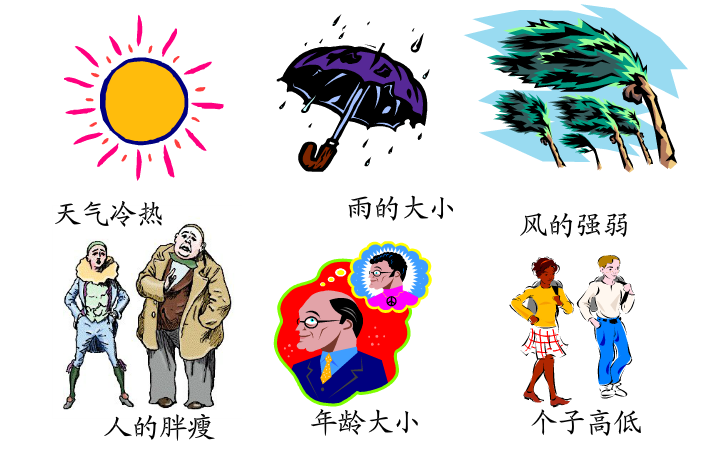 天气冷热
雨的大小
风的强弱
人的胖瘦
年龄大小
个子高低